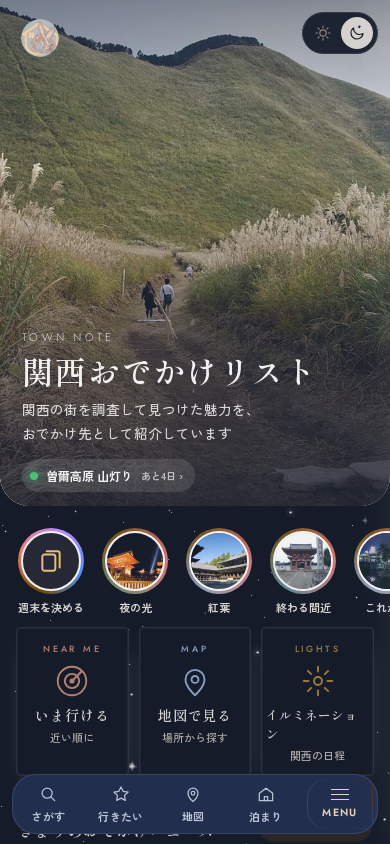 TOWN NOTE
関西おでかけリスト
関西の街を調査して見つけた魅力を、
おでかけ先として紹介しています
曽爾高原 山灯り あと4日 ›
週末を決める 夜の光 紅葉 終わる間近 これか
NEAR ME MAP LIGHTS
いま行ける 地図で見る イルミネーショ
ン
近い順に 場所から探す 関西の日程
さがす 行きたい 地図 泊まり MENU